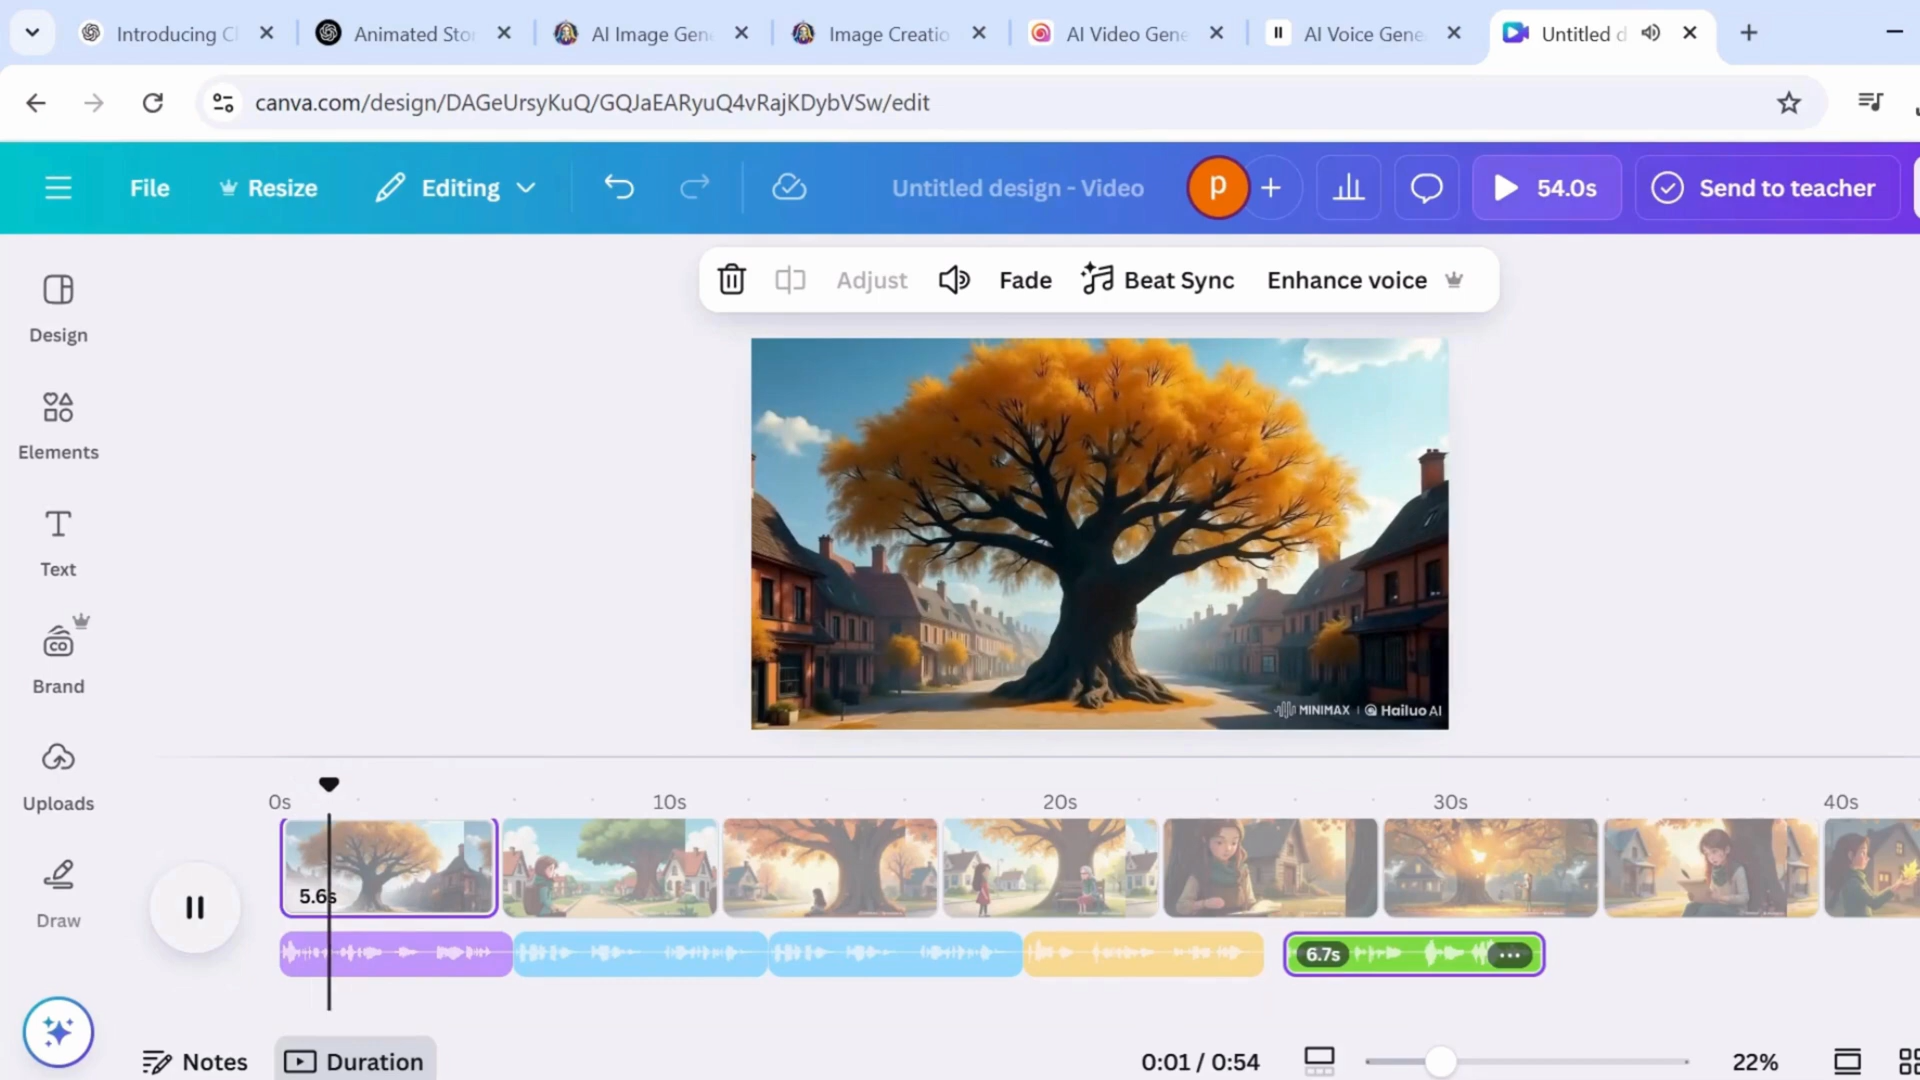 Introducing C
Animated Sto
AI Image Gen
Image Creatio
AI Video Gene
AI Voice Gene
Untitled d
canva.com/design/DAGeUrsyKuQ/GQJaEARyuQ4vRajKDybVSw/edit
File
Resize
Editing
Untitled design - Video
p
54.0s
Send to teacher
Adjust
Fade
Beat Sync
Enhance voice
Design
Elements
Text
Brand
Uploads
Draw
MINIMAX | Hailuo AI
0s
10s
20s
30s
40s
5.6s
6.7s
Notes
Duration
0:01 / 0:54
22%